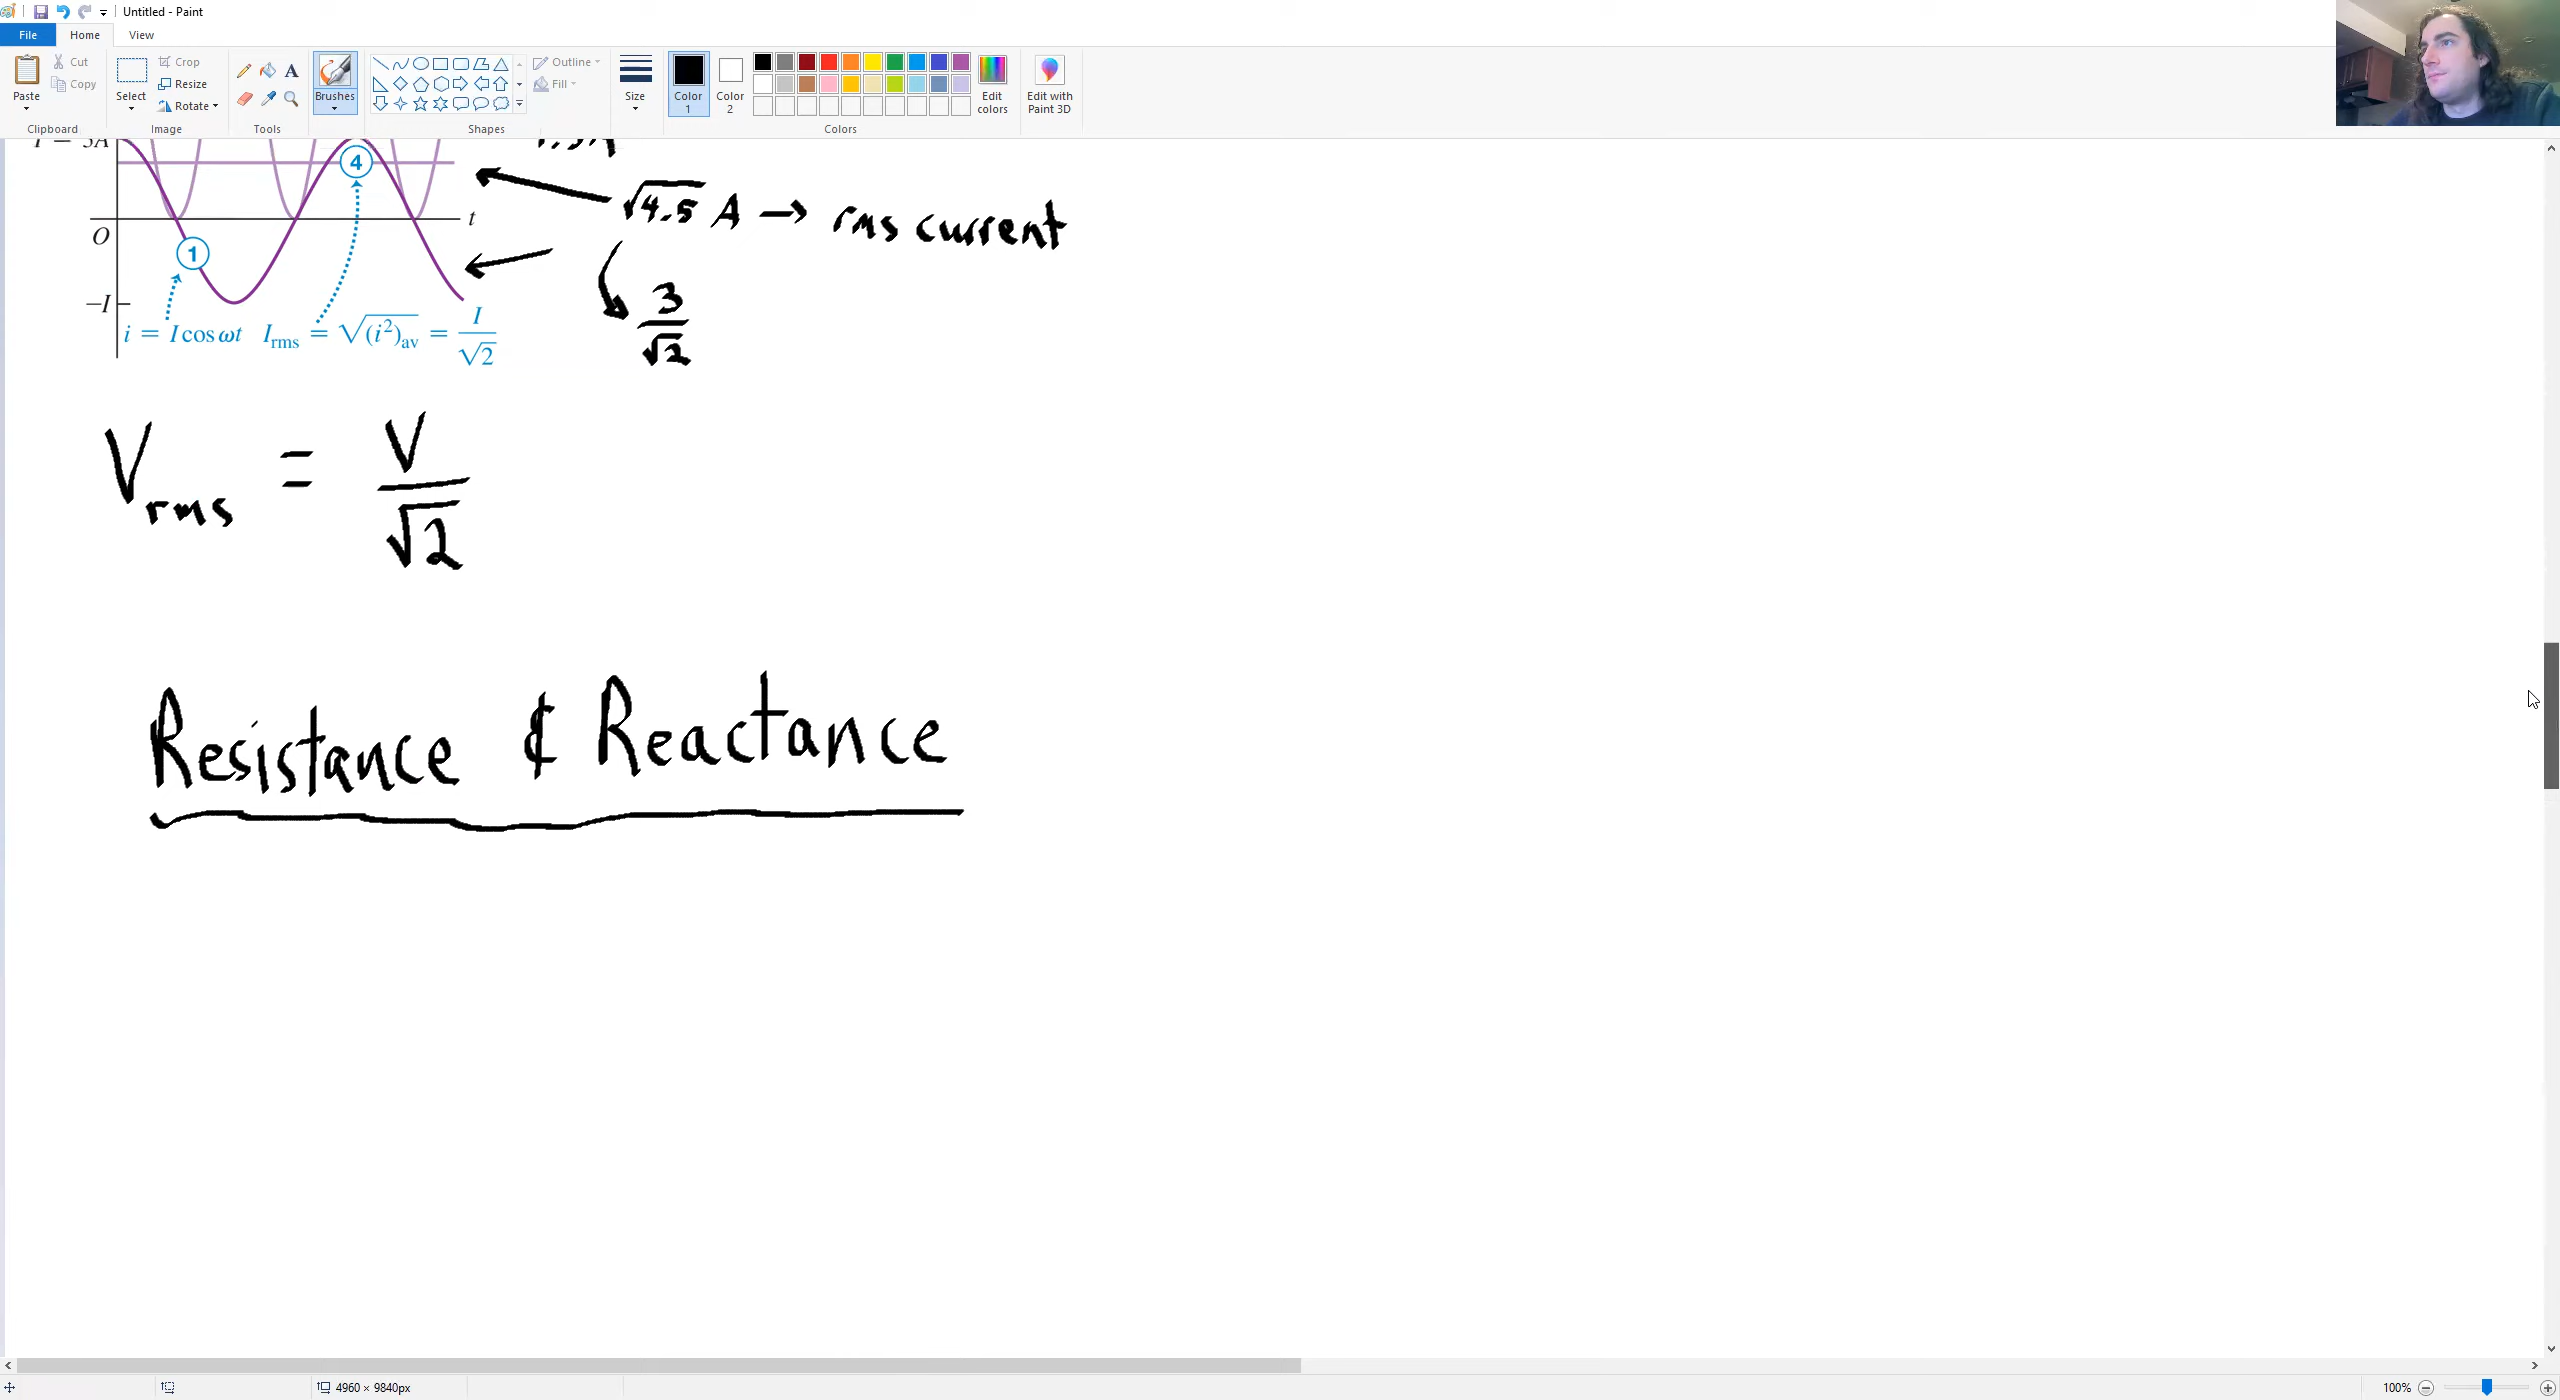 Untitled - Paint
File Home View
Paste Cut Copy Clipboard
Select Crop Resize Rotate Image
Tools
Brushes
Outline Fill Shapes
Size
Color 1 Color 2 Edit colors Colors
Edit with Paint 3D
4
√4.5 A → rms current
t
O
1
3/√2
−I
i = I cos ωt I_rms = √(i²)_av = I/√2
V_rms = V/√2
Resistance & Reactance
4960 × 9840px 100%